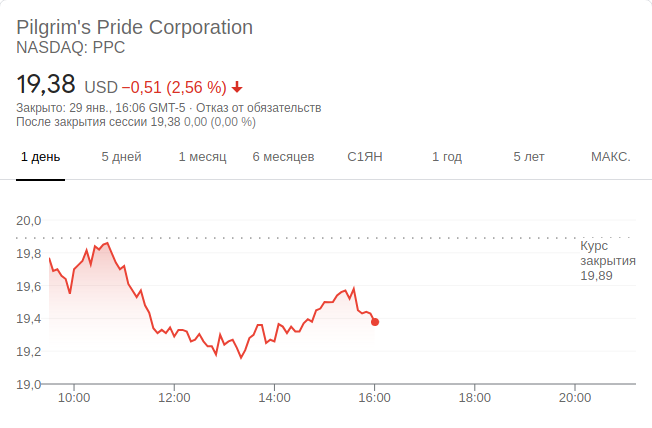 Pilgrim's Pride Corporation
NASDAQ: PPC
19,38 USD −0,51 (2,56 %)
Закрыто: 29 янв., 16:06 GMT-5 · Отказ от обязательств
После закрытия сессии 19,38 0,00 (0,00 %)
1 день 5 дней 1 месяц 6 месяцев С1ЯН 1 год 5 лет МАКС.
20,0
Курс
закрытия
19,89
19,8
19,6
19,4
19,2
19,0
10:00 12:00 14:00 16:00 18:00 20:00